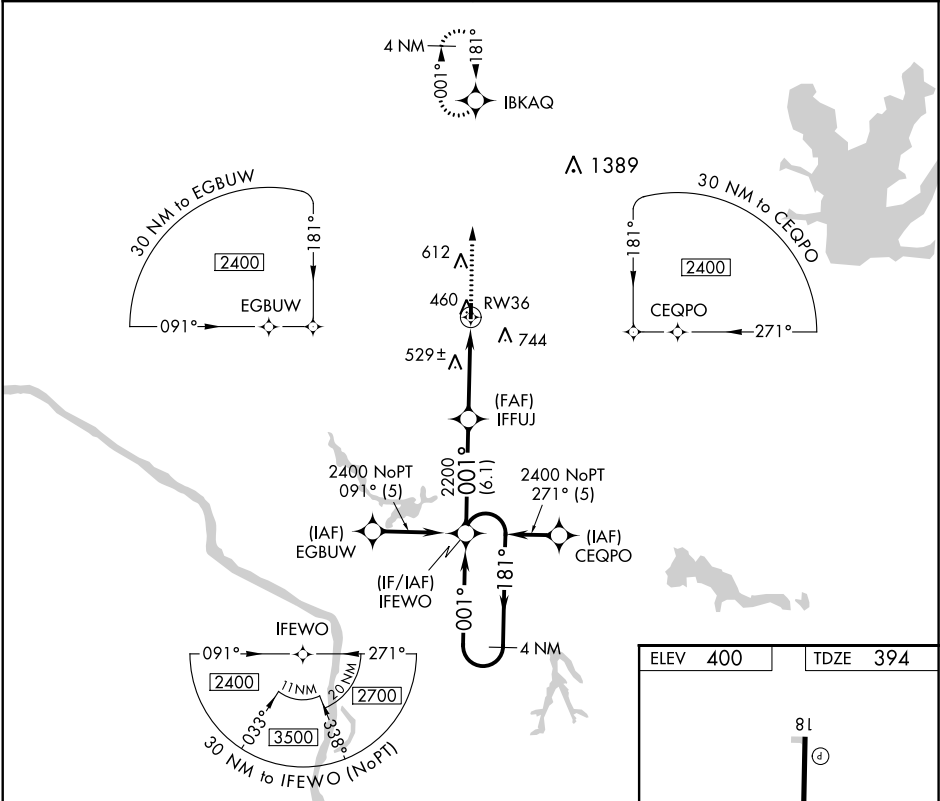 4 NM
001°
181°
IBKAQ
1389
30 NM to EGBUW
181°
2400
EGBUW
091°
30 NM to CEQPO
181°
2400
CEQPO
271°
612
460
RW36
744
529±
(FAF)
IFFUJ
2200
001°
(6.1)
2400 NoPT
091° (5)
2400 NoPT
271° (5)
(IAF)
EGBUW
(IAF)
CEQPO
(IF/IAF)
IFEWO
001°
181°
4 NM
IFEWO
091°
271°
2400
11NM
20 NM
2700
033°
3500
338°
30 NM to IFEWO (NoPT)
ELEV 400
TDZE 394
18
P